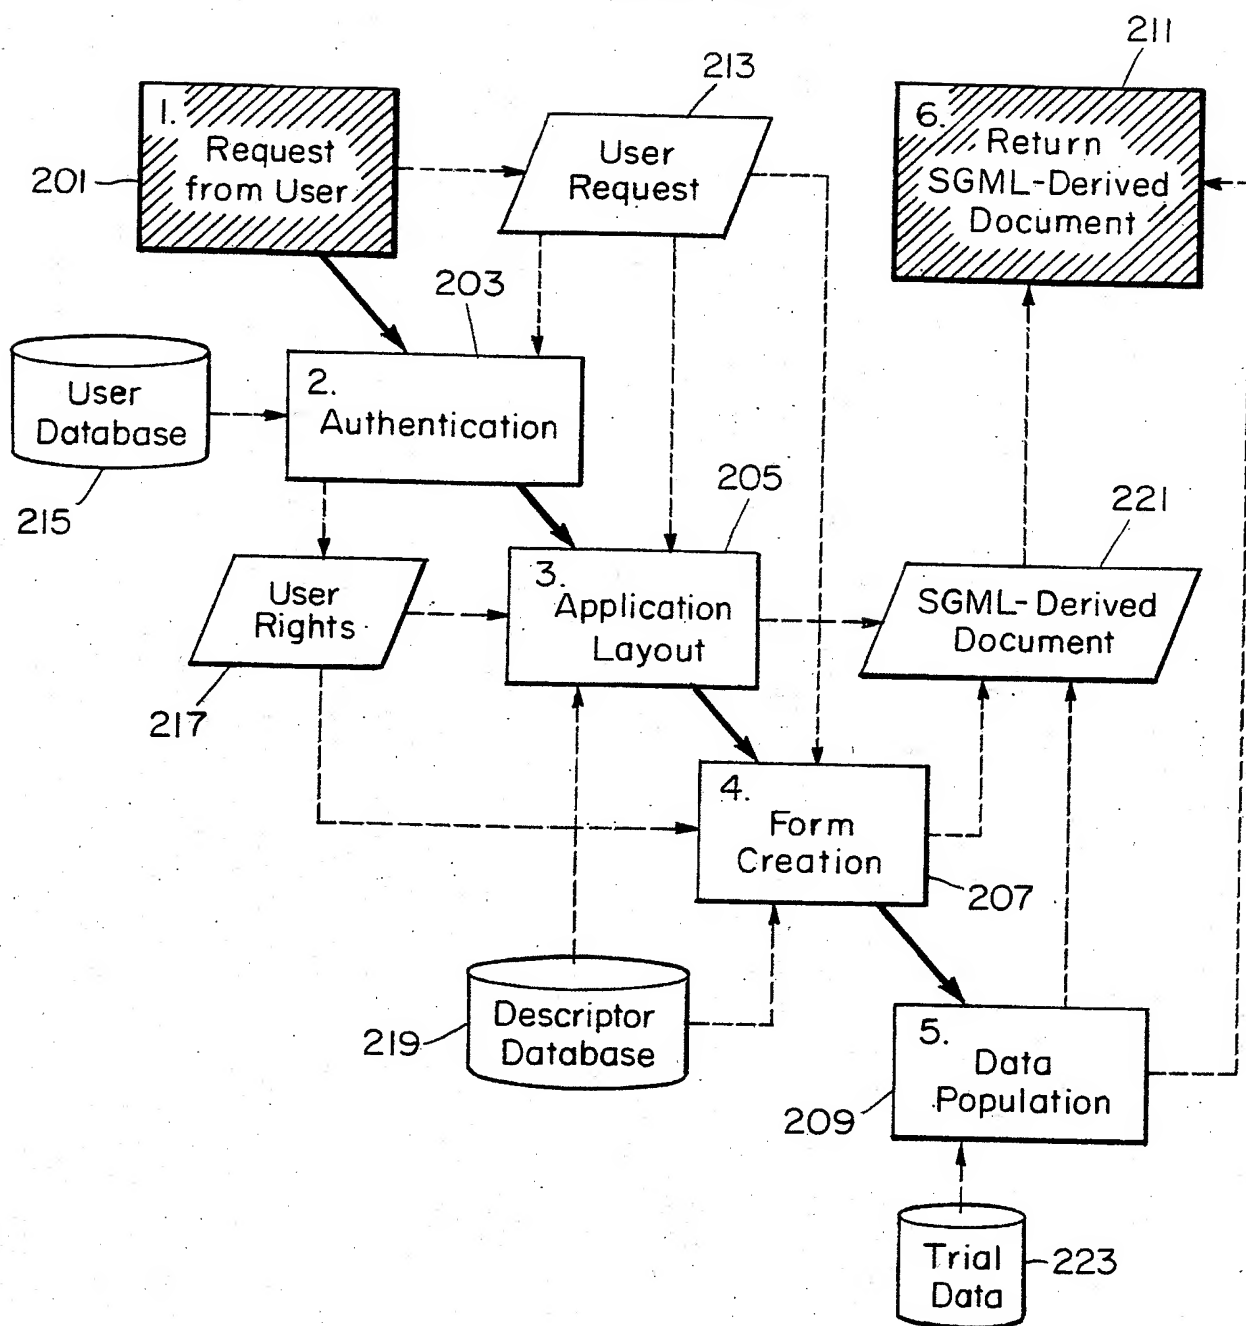 211
213
1.
Request
from User
201
User
Request
6.
Return
SGML-Derived
Document
203
User
Database
215
2.
Authentication
205
221
User
Rights
217
3.
Application
Layout
SGML-Derived
Document
4.
Form
Creation
207
219
Descriptor
Database
5.
Data
Population
209
Trial
Data
223